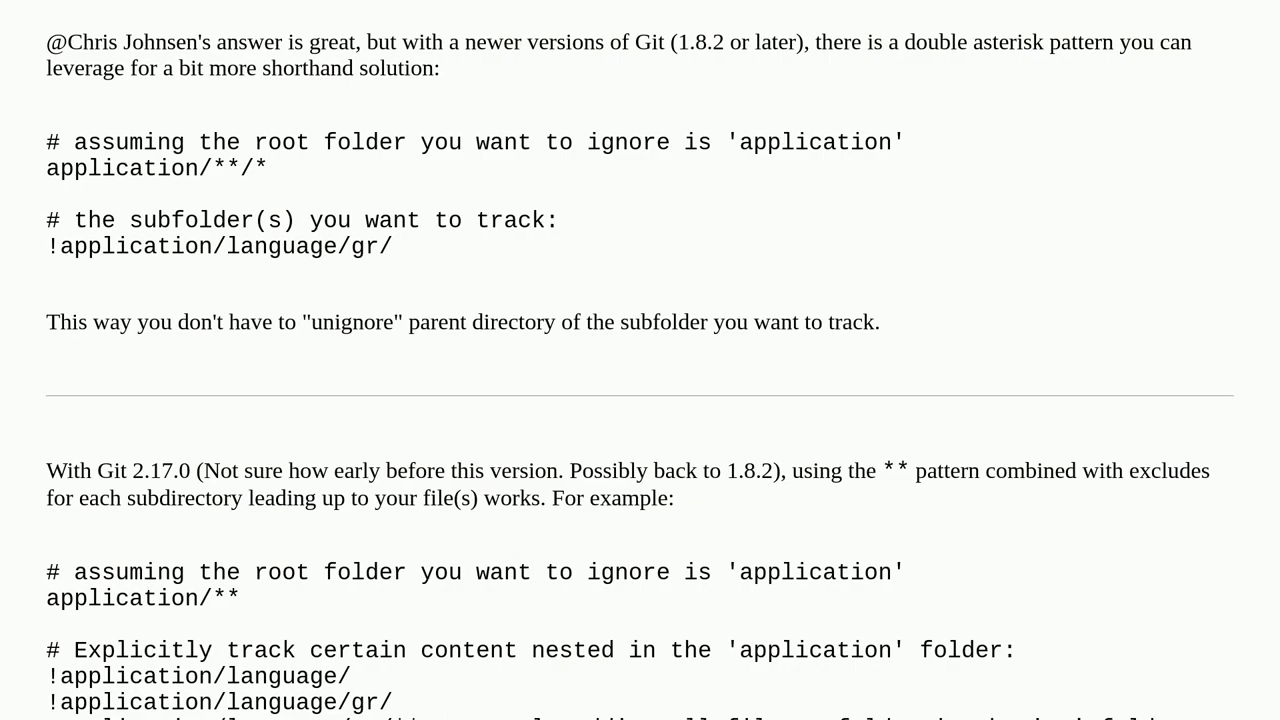 @Chris Johnsen's answer is great, but with a newer versions of Git (1.8.2 or later), there is a double asterisk pattern you can
leverage for a bit more shorthand solution:
# assuming the root folder you want to ignore is 'application'
application/**/*
# the subfolder(s) you want to track:
!application/language/gr/
This way you don't have to "unignore" parent directory of the subfolder you want to track.
With Git 2.17.0 (Not sure how early before this version. Possibly back to 1.8.2), using the ** pattern combined with excludes
for each subdirectory leading up to your file(s) works. For example:
# assuming the root folder you want to ignore is 'application'
application/**
# Explicitly track certain content nested in the 'application' folder:
!application/language/
!application/language/gr/